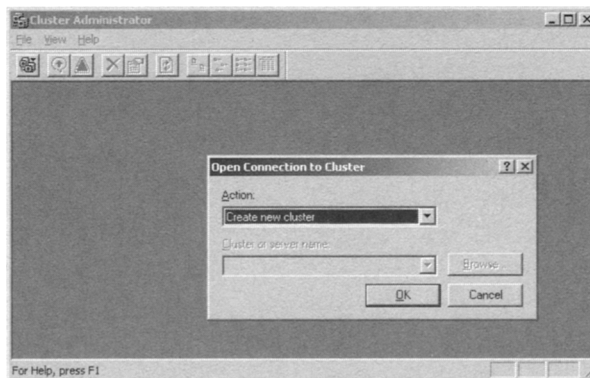 Cluster Administrator
File View Help
Open Connection to Cluster
Action:
Create new cluster
Cluster or server name:
Browse...
OK Cancel
For Help, press F1